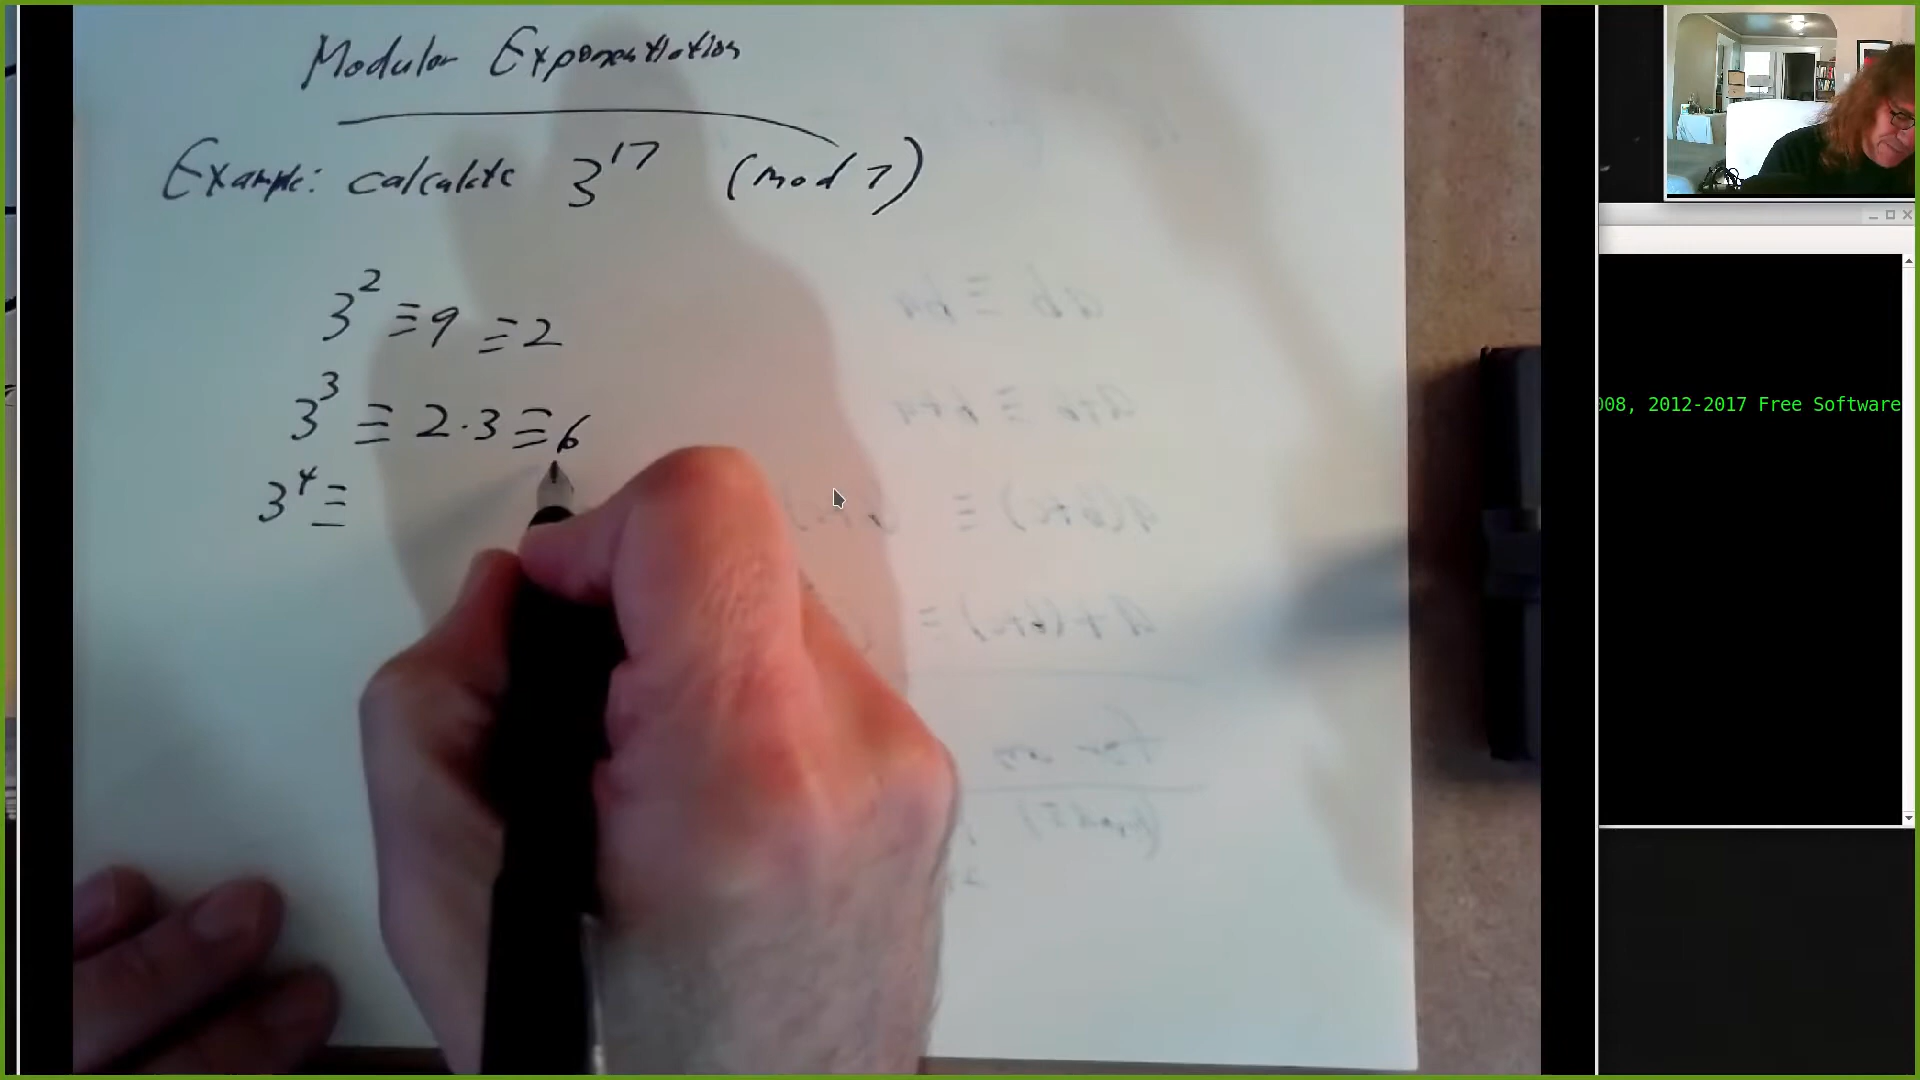 Modular Exponentiation
Example: calculate 3^17 (mod 7)
3^2 ≡ 9 ≡ 2
3^3 ≡ 2·3 ≡ 6
3^4 ≡
008, 2012-2017 Free Software